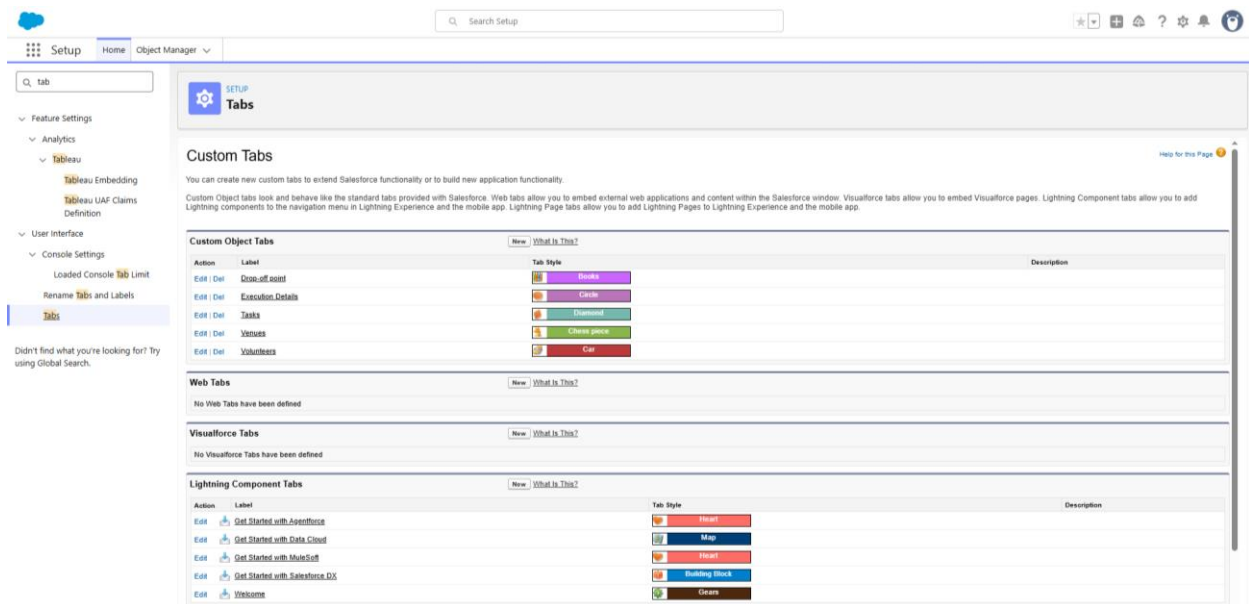 Search Setup
Setup Home Object Manager
tab
Feature Settings
Analytics
Tableau
Tableau Embedding
Tableau UAF Claims
Definition
User Interface
Console Settings
Loaded Console Tab Limit
Rename Tabs and Labels
Tabs
Didn't find what you're looking for? Try
using Global Search.
SETUP
Tabs
Custom Tabs
Help for this Page
You can create new custom tabs to extend Salesforce functionality or to build new application functionality.
Custom Object tabs look and behave like the standard tabs provided with Salesforce. Web tabs allow you to embed external web applications and content within the Salesforce window. Visualforce tabs allow you to embed Visualforce pages. Lightning Component tabs allow you to add
Lightning components to the navigation menu in Lightning Experience and the mobile app. Lightning Page tabs allow you to add Lightning Pages to Lightning Experience and the mobile app.
Custom Object Tabs New What Is This?
Action Label Tab Style Description
Edit | Del Drop-off point Books
Edit | Del Execution Details Circle
Edit | Del Tasks Diamond
Edit | Del Venues Chess piece
Edit | Del Volunteers Car
Web Tabs New What Is This?
No Web Tabs have been defined
Visualforce Tabs New What Is This?
No Visualforce Tabs have been defined
Lightning Component Tabs New What Is This?
Action Label Tab Style Description
Edit Get Started with Agentforce Heart
Edit Get Started with Data Cloud Map
Edit Get Started with MuleSoft Heart
Edit Get Started with Salesforce DX Building Block
Edit Welcome Gears